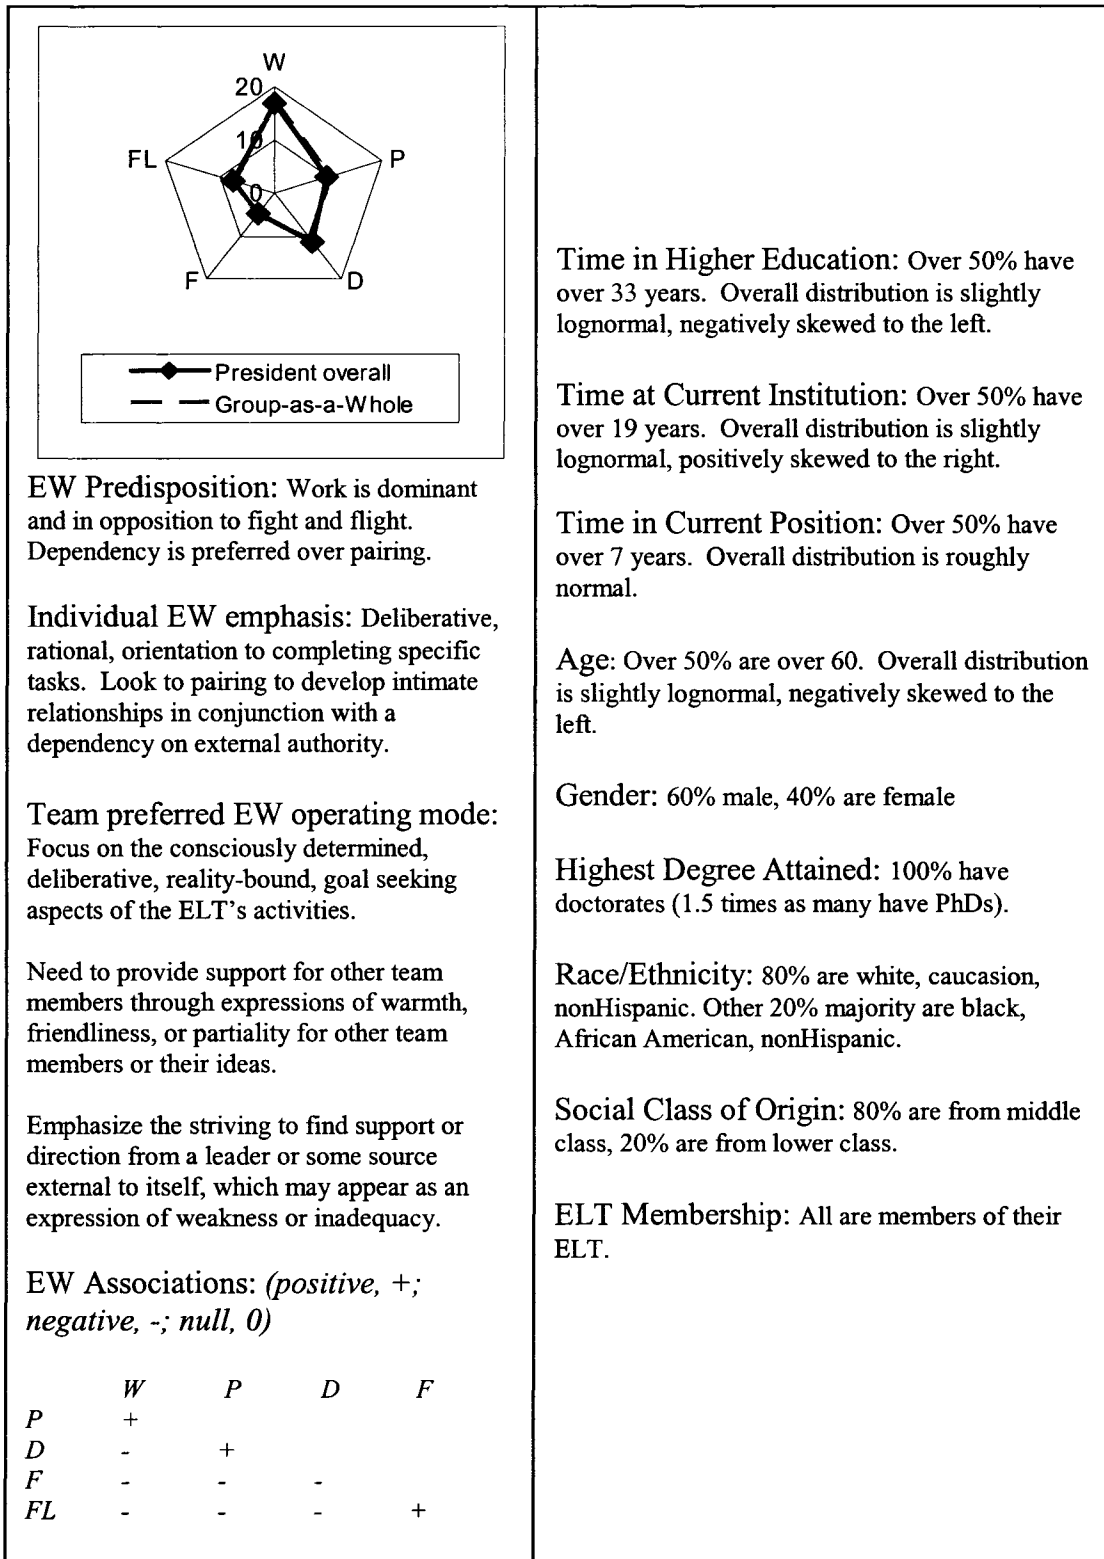 W
20
10
0
FL
P
F
D
President overall
Group-as-a-Whole
EW Predisposition: Work is dominant
and in opposition to fight and flight.
Dependency is preferred over pairing.
Individual EW emphasis: Deliberative,
rational, orientation to completing specific
tasks. Look to pairing to develop intimate
relationships in conjunction with a
dependency on external authority.
Team preferred EW operating mode:
Focus on the consciously determined,
deliberative, reality-bound, goal seeking
aspects of the ELT's activities.
Need to provide support for other team
members through expressions of warmth,
friendliness, or partiality for other team
members or their ideas.
Emphasize the striving to find support or
direction from a leader or some source
external to itself, which may appear as an
expression of weakness or inadequacy.
EW Associations: (positive, +;
negative, -; null, 0)
W P D F
P +
D - +
F - - -
FL - - - +
Time in Higher Education: Over 50% have
over 33 years. Overall distribution is slightly
lognormal, negatively skewed to the left.
Time at Current Institution: Over 50% have
over 19 years. Overall distribution is slightly
lognormal, positively skewed to the right.
Time in Current Position: Over 50% have
over 7 years. Overall distribution is roughly
normal.
Age: Over 50% are over 60. Overall distribution
is slightly lognormal, negatively skewed to the
left.
Gender: 60% male, 40% are female
Highest Degree Attained: 100% have
doctorates (1.5 times as many have PhDs).
Race/Ethnicity: 80% are white, caucasion,
nonHispanic. Other 20% majority are black,
African American, nonHispanic.
Social Class of Origin: 80% are from middle
class, 20% are from lower class.
ELT Membership: All are members of their
ELT.